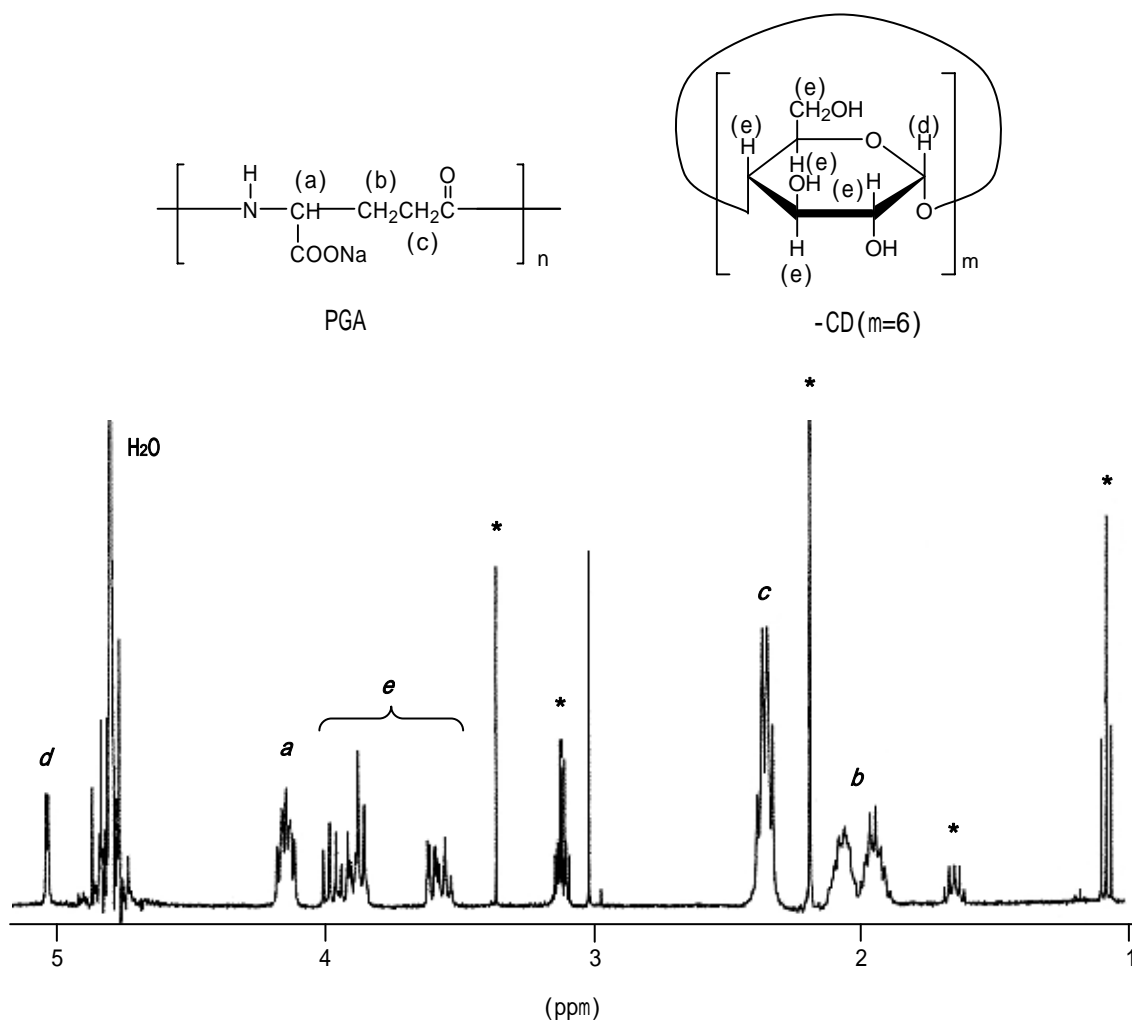 (e)
CH2OH
(e)
(d)
H
O
H
H
(e)
OH
(e)
H
O
H
OH
(e)
m
-CD(m=6)
H
N
(a)
CH
(b)
CH2CH2C
O
(c)
COONa
n
PGA
H2O
*
*
*
*
*
d
a
e
c
b
5
4
3
2
1
(ppm)